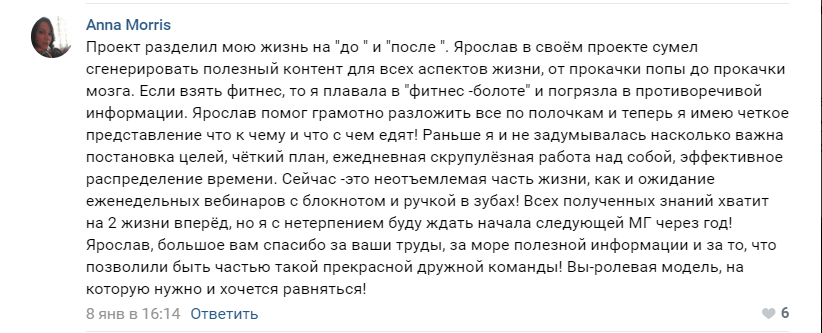 Anna Morris
Проект разделил мою жизнь на "до " и "после ". Ярослав в своём проекте сумел
сгенерировать полезный контент для всех аспектов жизни, от прокачки попы до прокачки
мозга. Если взять фитнес, то я плавала в "фитнес -болоте" и погрязла в противоречивой
информации. Ярослав помог грамотно разложить все по полочкам и теперь я имею четкое
представление что к чему и что с чем едят! Раньше я и не задумывалась насколько важна
постановка целей, чёткий план, ежедневная скрупулёзная работа над собой, эффективное
распределение времени. Сейчас -это неотъемлемая часть жизни, как и ожидание
еженедельных вебинаров с блокнотом и ручкой в зубах! Всех полученных знаний хватит
на 2 жизни вперёд, но я с нетерпением буду ждать начала следующей МГ через год!
Ярослав, большое вам спасибо за ваши труды, за море полезной информации и за то, что
позволили быть частью такой прекрасной дружной команды! Вы-ролевая модель, на
которую нужно и хочется равняться!
8 янв в 16:14 Ответить 6